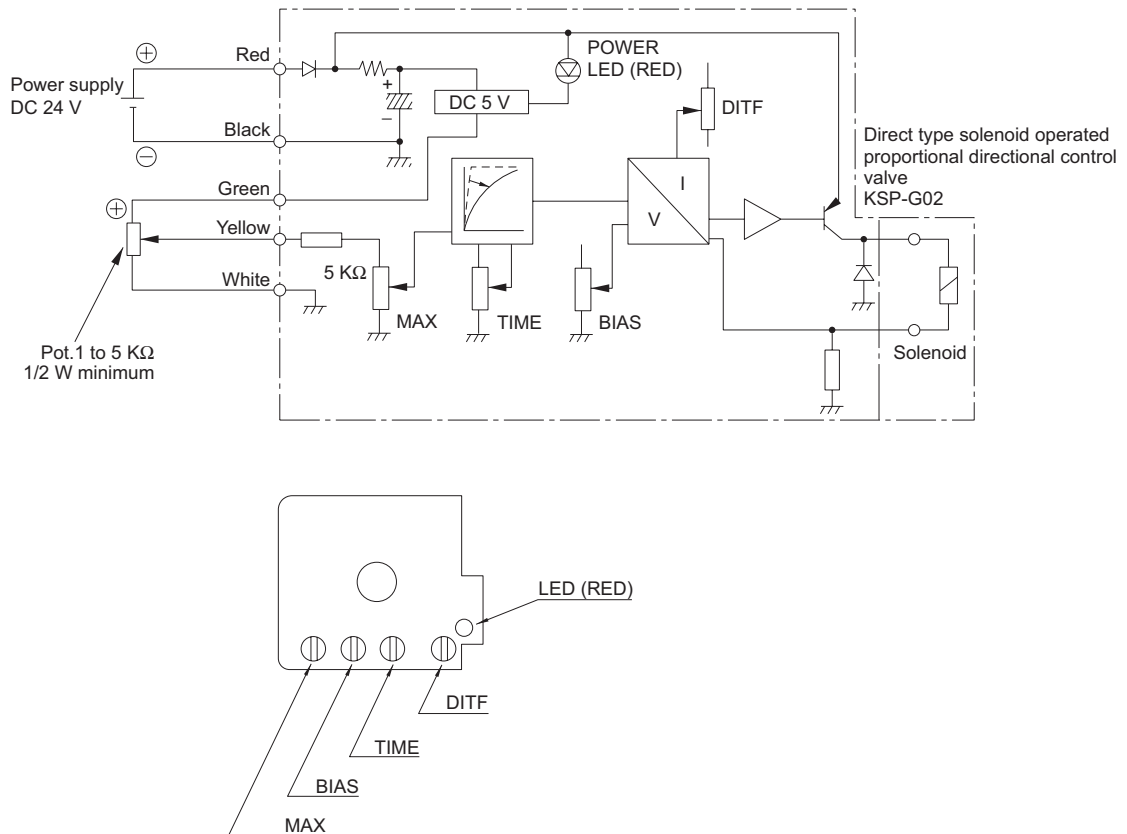 Red
POWER
LED (RED)
Power supply
DC 24 V
+
−
DC 5 V
DITF
Black
Direct type solenoid operated
proportional directional control
valve
KSP-G02
Green
I
V
Yellow
5 KΩ
White
MAX
TIME
BIAS
Pot.1 to 5 KΩ
1/2 W minimum
Solenoid
LED (RED)
DITF
TIME
BIAS
MAX